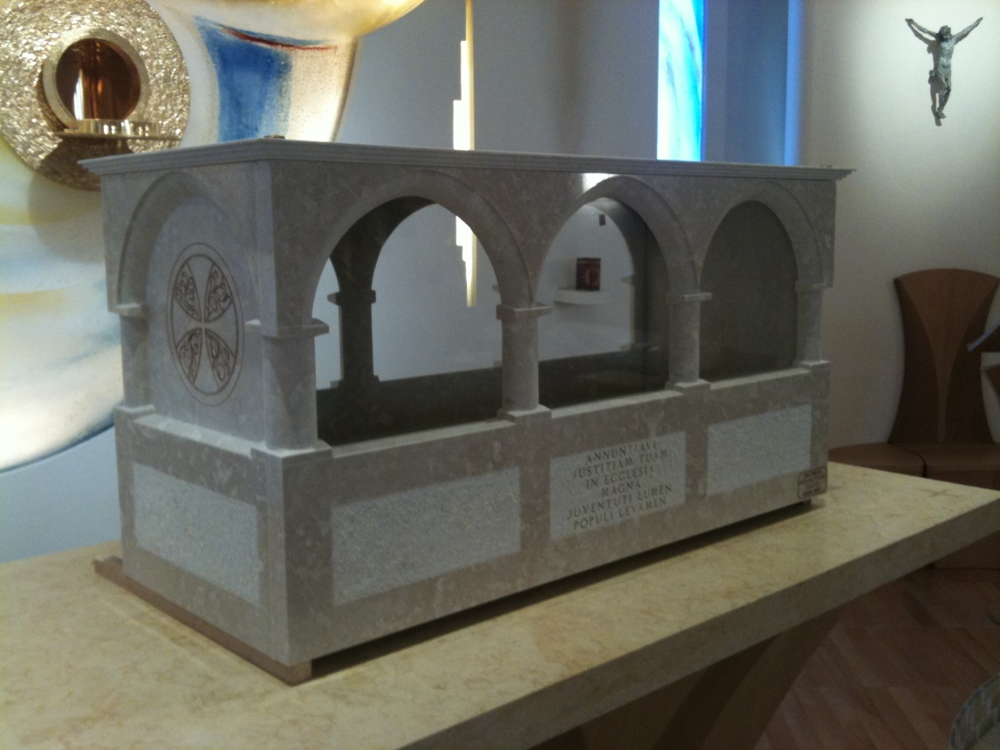 ANNUNTIAVI
JUSTITIAM TUAM
IN ECCLESIA
MAGNA
JUVENTUTI LUMEN
POPULI LEVAMEN